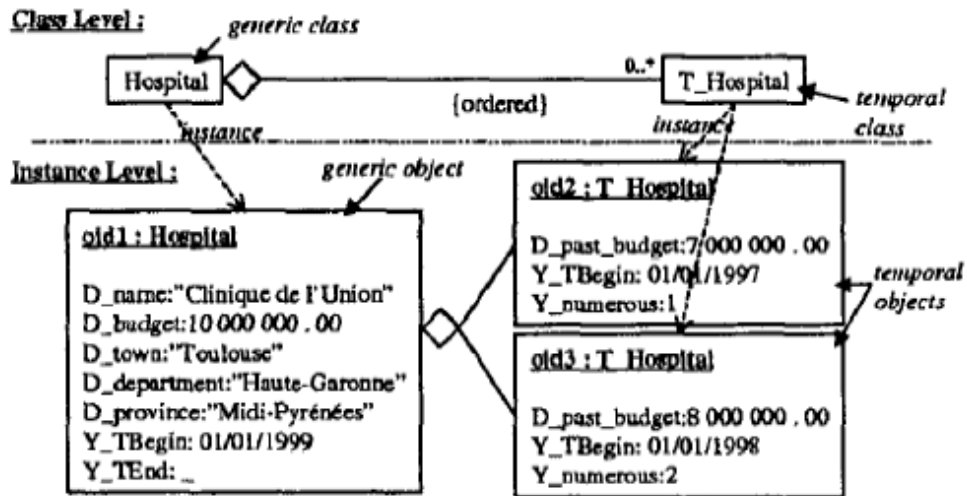 Class Level :
generic class
Hospital
0..*
T_Hospital
{ordered}
temporal
class
instance
instance
Instance Level :
generic object
oid1 : Hospital
D_name:"Clinique de l'Union"
D_budget:10 000 000 . 00
D_town:"Toulouse"
D_department:"Haute-Garonne"
D_province:"Midi-Pyrénées"
Y_TBegin: 01/01/1999
Y_TEnd: _
oid2 : T_Hospital
D_past_budget:7 000 000 . 00
Y_TBegin: 01/01/1997
Y_numerous:1
temporal
objects
oid3 : T_Hospital
D_past_budget:8 000 000 . 00
Y_TBegin: 01/01/1998
Y_numerous:2